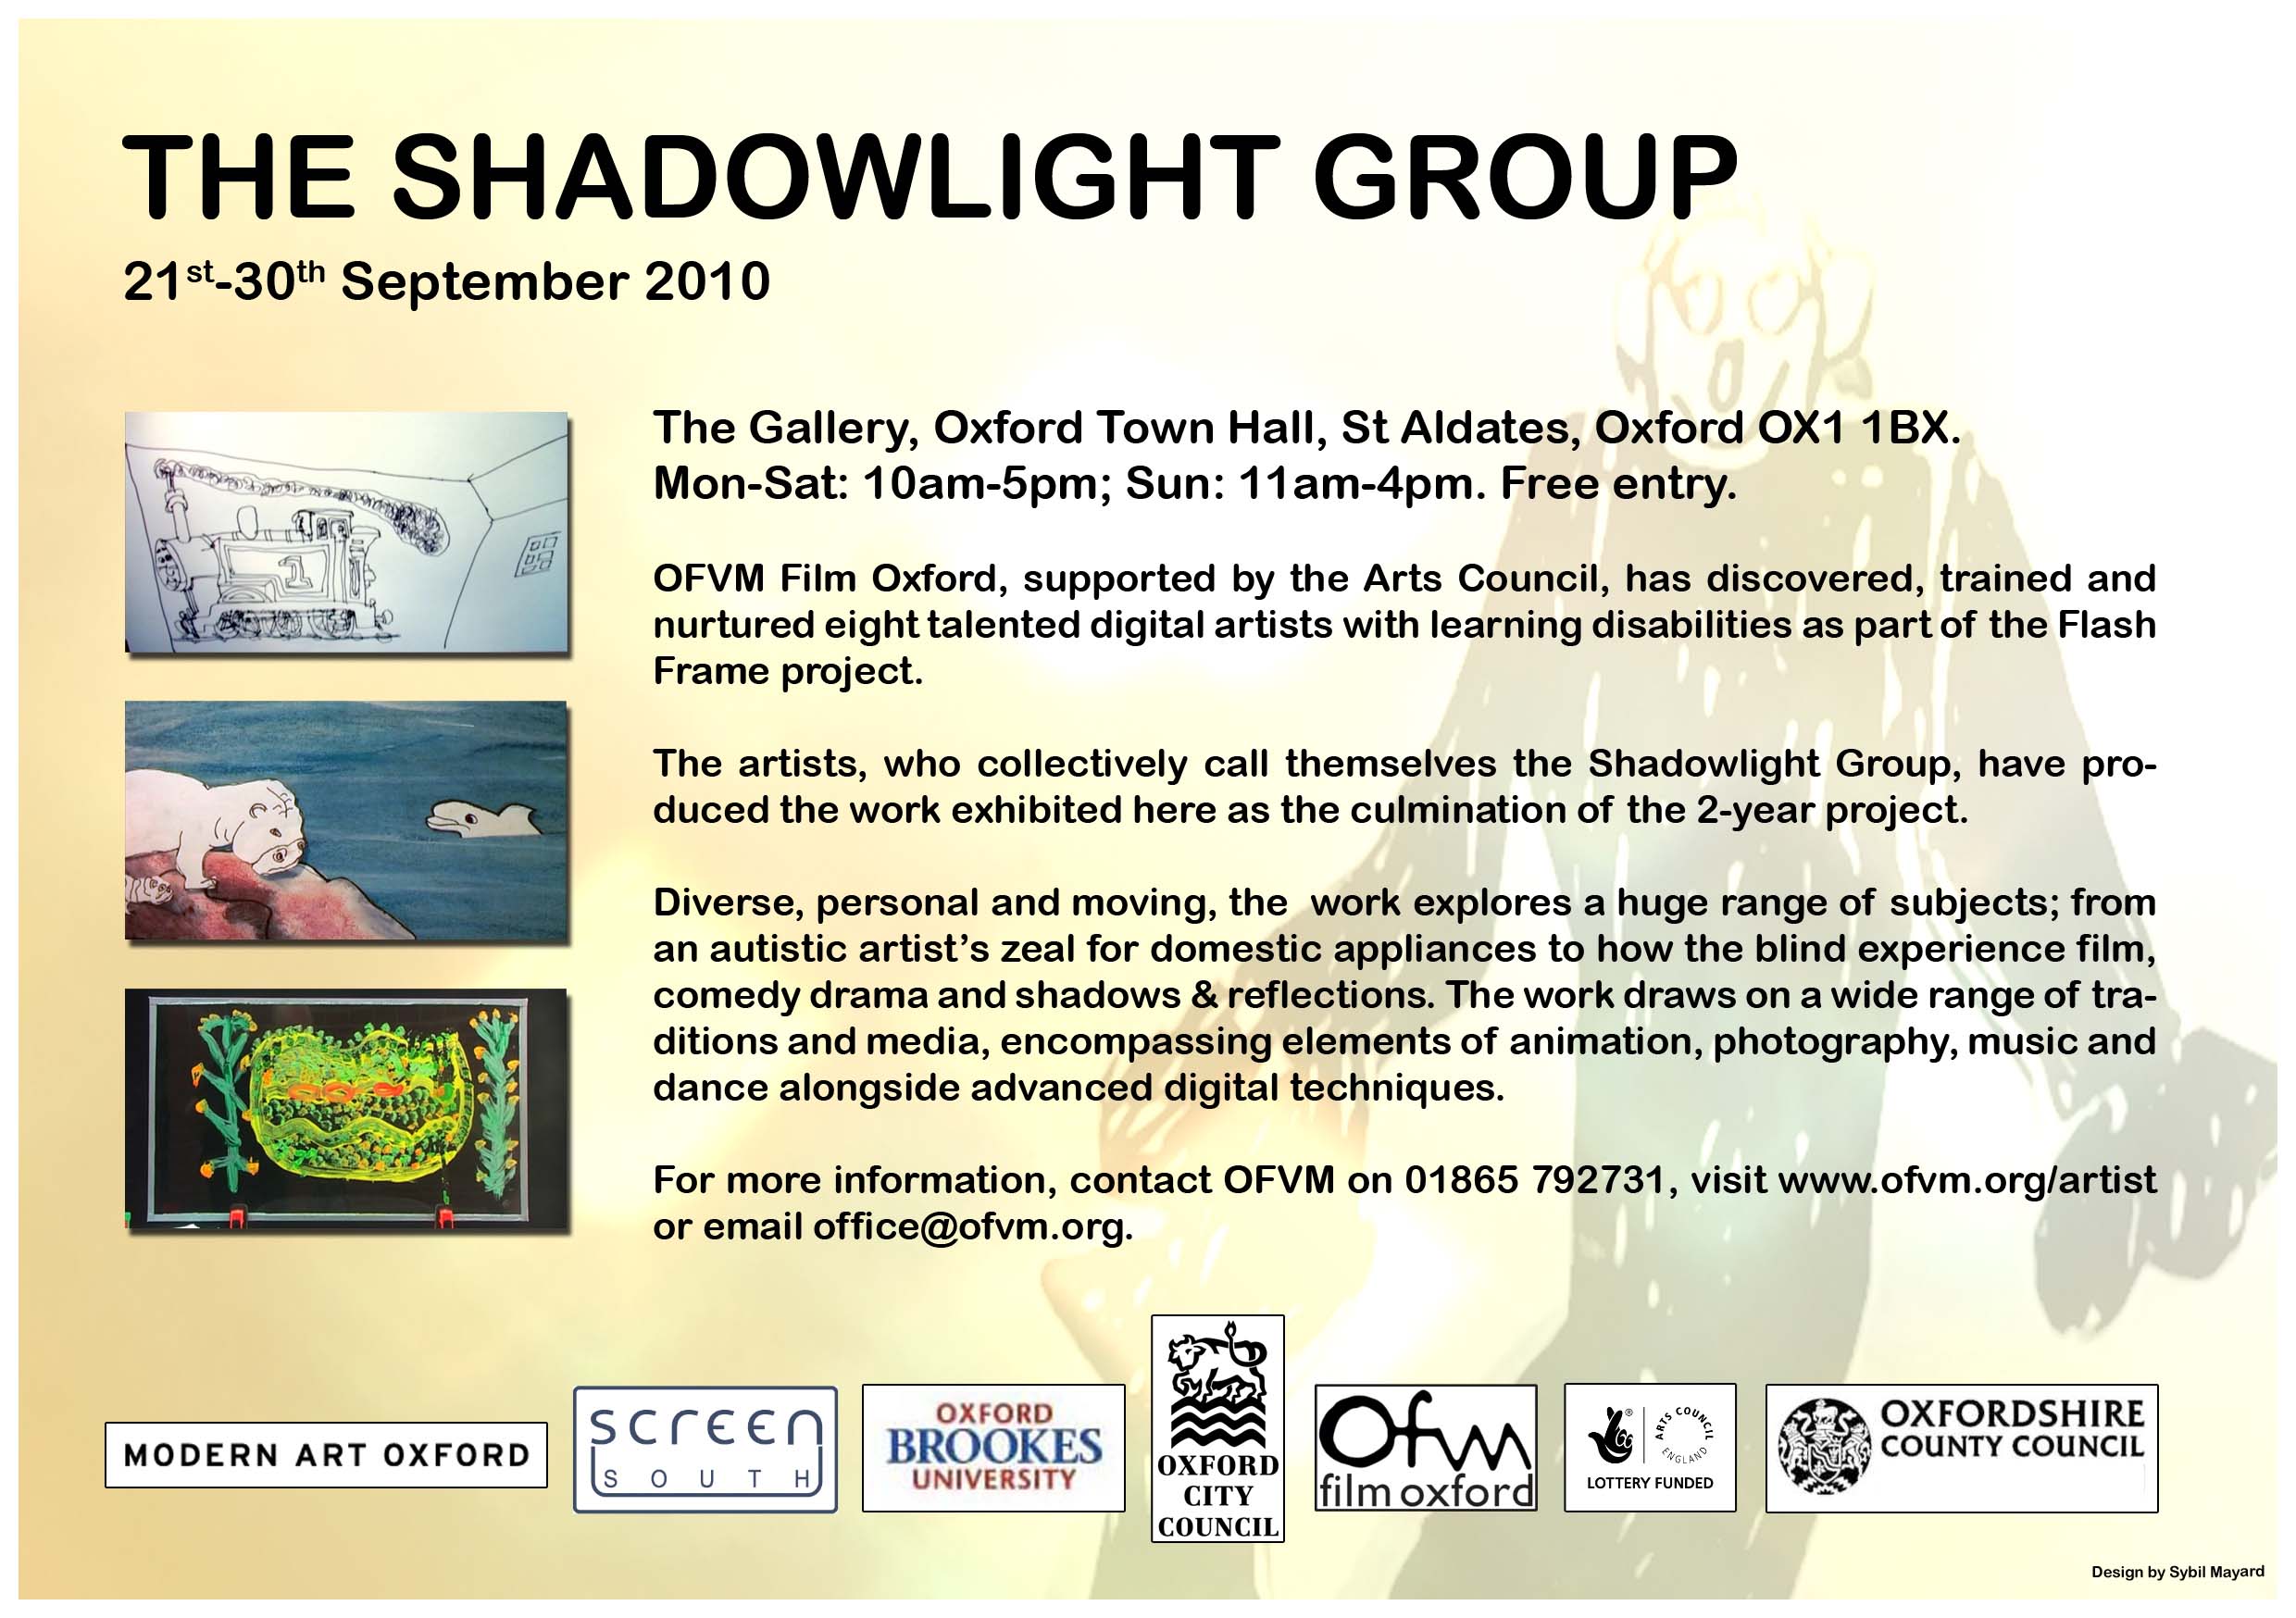 THE SHADOWLIGHT GROUP
21st-30th September 2010
The Gallery, Oxford Town Hall, St Aldates, Oxford OX1 1BX.
Mon-Sat: 10am-5pm; Sun: 11am-4pm. Free entry.
OFVM Film Oxford, supported by the Arts Council, has discovered, trained and
nurtured eight talented digital artists with learning disabilities as part of the Flash
Frame project.
The artists, who collectively call themselves the Shadowlight Group, have pro-
duced the work exhibited here as the culmination of the 2-year project.
Diverse, personal and moving, the work explores a huge range of subjects; from
an autistic artist’s zeal for domestic appliances to how the blind experience film,
comedy drama and shadows & reflections. The work draws on a wide range of tra-
ditions and media, encompassing elements of animation, photography, music and
dance alongside advanced digital techniques.
For more information, contact OFVM on 01865 792731, visit www.ofvm.org/artist
or email office@ofvm.org.
1
MODERN ART OXFORD
screen
SOUTH
OXFORD
BROOKES
UNIVERSITY
OXFORD
CITY
COUNCIL
Ofvm
film oxford
ARTS COUNCIL
ENGLAND
LOTTERY FUNDED
OXFORDSHIRE
COUNTY COUNCIL
Design by Sybil Mayard